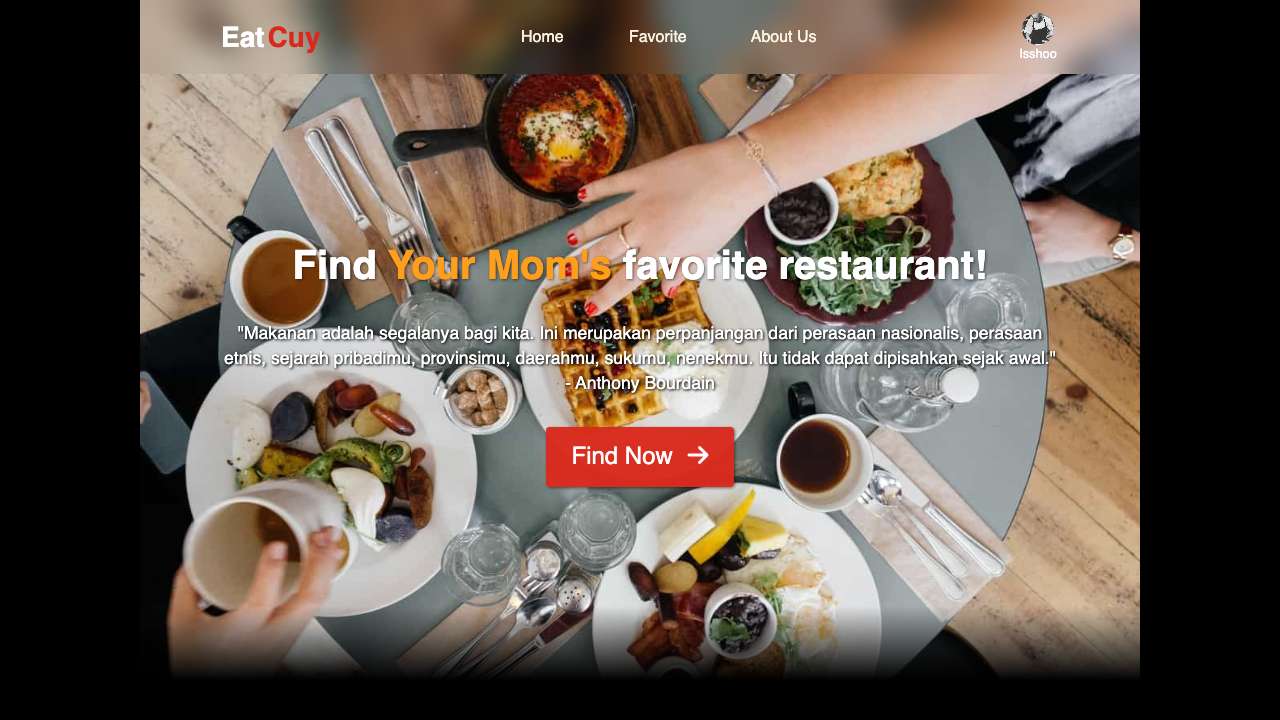 EatCuy
Home
Favorite
About Us
Isshoo
Find Your Mom's favorite restaurant!
"Makanan adalah segalanya bagi kita. Ini merupakan perpanjangan dari perasaan nasionalis, perasaan
etnis, sejarah pribadimu, provinsimu, daerahmu, sukumu, nenekmu. Itu tidak dapat dipisahkan sejak awal."
- Anthony Bourdain
Find Now